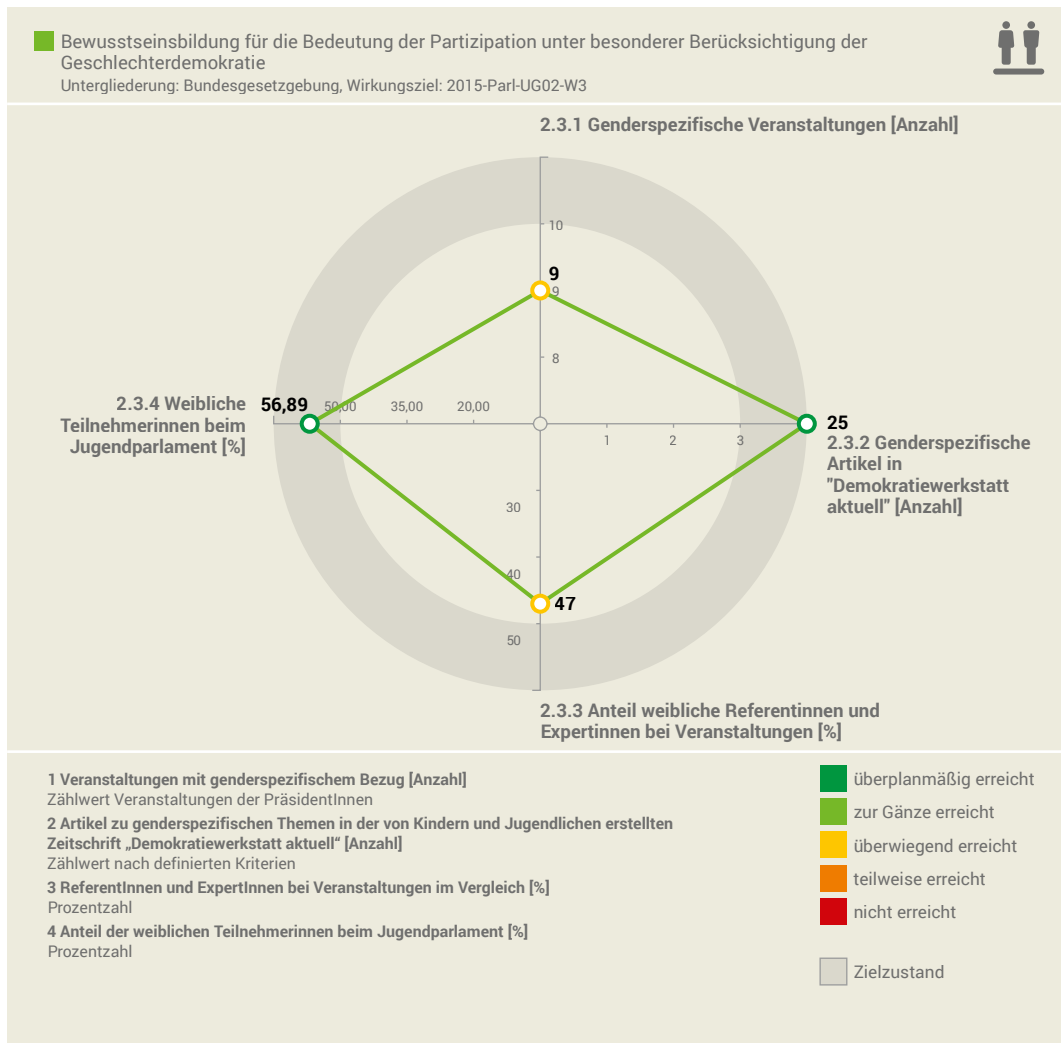 Bewusstseinsbildung für die Bedeutung der Partizipation unter besonderer Berücksichtigung der
Geschlechterdemokratie
Untergliederung: Bundesgesetzgebung, Wirkungsziel: 2015-Parl-UG02-W3
2.3.1 Genderspezifische Veranstaltungen [Anzahl]
10
9
9
8
2.3.4 Weibliche
Teilnehmerinnen beim
Jugendparlament [%]
56,89
50,00
35,00
20,00
1
2
3
25
2.3.2 Genderspezifische
Artikel in
"Demokratiewerkstatt
aktuell" [Anzahl]
30
40
47
50
2.3.3 Anteil weibliche Referentinnen und
Expertinnen bei Veranstaltungen [%]
1 Veranstaltungen mit genderspezifischem Bezug [Anzahl]
Zählwert Veranstaltungen der PräsidentInnen
2 Artikel zu genderspezifischen Themen in der von Kindern und Jugendlichen erstellten
Zeitschrift „Demokratiewerkstatt aktuell“ [Anzahl]
Zählwert nach definierten Kriterien
3 ReferentInnen und ExpertInnen bei Veranstaltungen im Vergleich [%]
Prozentzahl
4 Anteil der weiblichen Teilnehmerinnen beim Jugendparlament [%]
Prozentzahl
überplanmäßig erreicht
zur Gänze erreicht
überwiegend erreicht
teilweise erreicht
nicht erreicht
Zielzustand